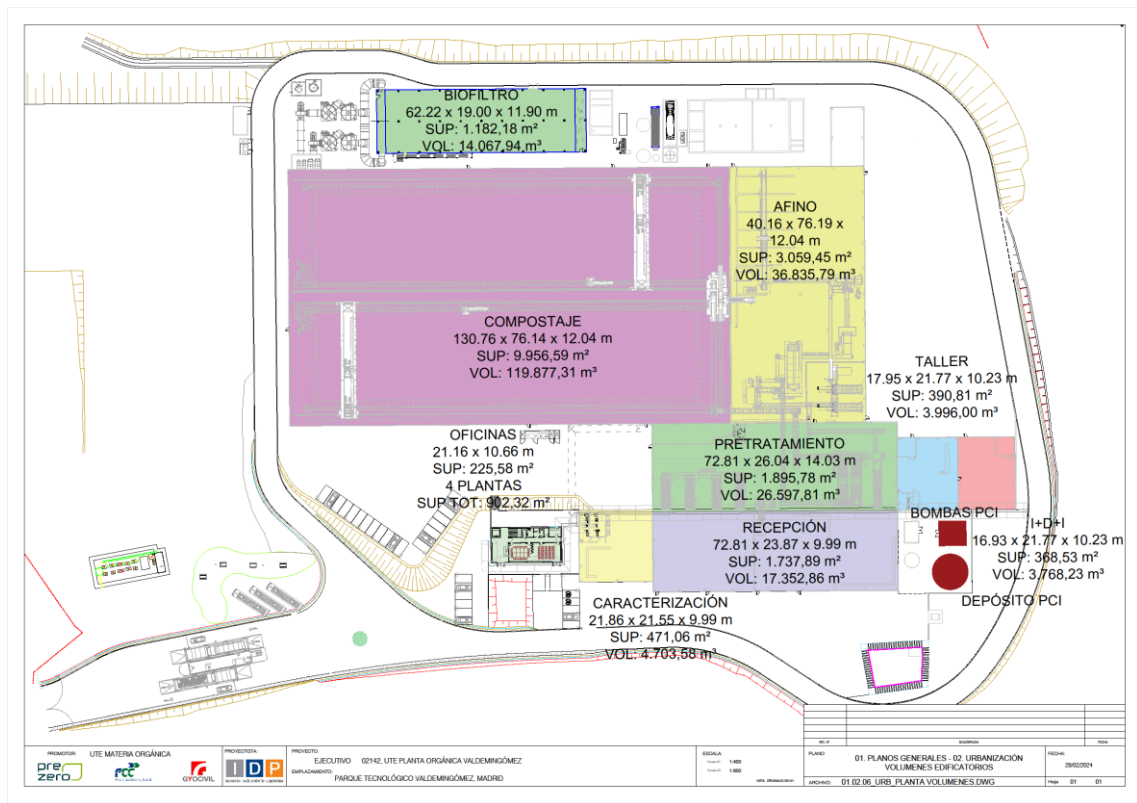 BIOFILTRO
62.22 x 19.00 x 11.90 m
SUP: 1.182,18 m²
VOL: 14.067,94 m³
AFINO
40.16 x 76.19 x
12.04 m
SUP: 3.059,45 m²
VOL: 36.835,79 m³
COMPOSTAJE
130.76 x 76.14 x 12.04 m
SUP: 9.956,59 m²
VOL: 119.877,31 m³
TALLER
17.95 x 21.77 x 10.23 m
SUP: 390,81 m²
VOL: 3.996,00 m³
OFICINAS
21.16 x 10.66 m
SUP: 225,58 m²
4 PLANTAS
SUP TOT: 902,32 m²
PRETRATAMIENTO
72.81 x 26.04 x 14.03 m
SUP: 1.895,78 m²
VOL: 26.597,81 m³
RECEPCIÓN
72.81 x 23.87 x 9.99 m
SUP: 1.737,89 m²
VOL: 17.352,86 m³
BOMBAS PCI
I+D+I
16.93 x 21.77 x 10.23 m
SUP: 368,53 m²
VOL: 3.768,23 m³
DEPÓSITO PCI
CARACTERIZACIÓN
21.86 x 21.55 x 9.99 m
SUP: 471,06 m²
VOL: 4.703,58 m³
PROMOTOR:
UTE MATERIA ORGÁNICA
pre zero
fcc
GYOCIVIL
PROYECTISTA:
IDP
PROYECTO:
EJECUTIVO 02142, UTE PLANTA ORGÁNICA VALDEMINGÓMEZ
EMPLAZAMIENTO:
PARQUE TECNOLÓGICO VALDEMINGÓMEZ, MADRID
ESCALA:
1:400
1:800
PLANO
01. PLANOS GENERALES - 02. URBANIZACIÓN
VOLUMENES EDIFICATORIOS
ARCHIVO: 01.02.06_URB_PLANTA VOLUMENES.DWG
FECHA:
29/02/2024
Hoja 01 01